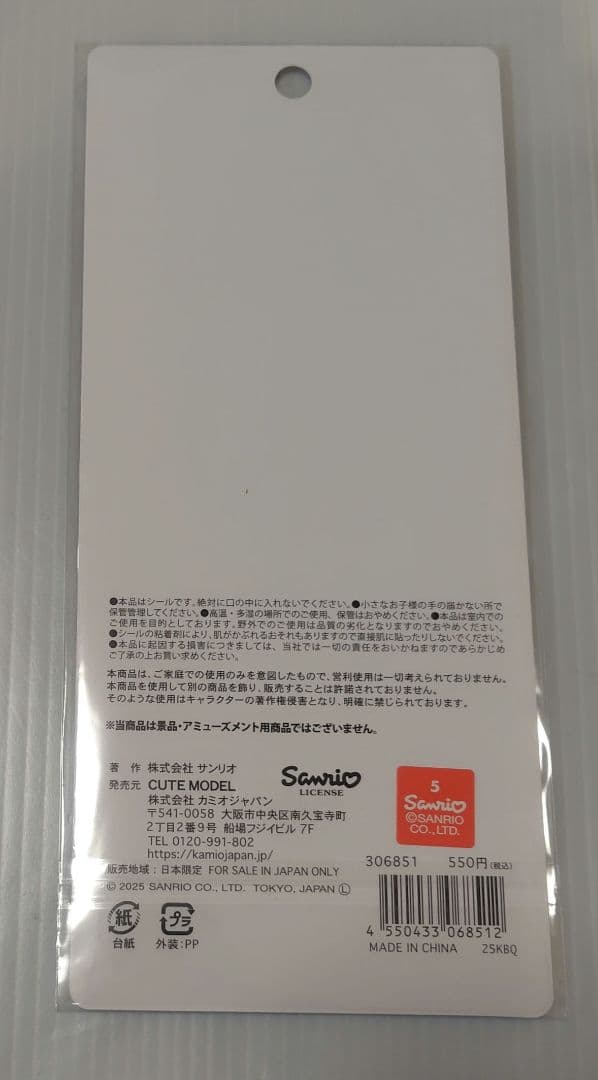 ●本品はシールです。絶対に口の中に入れないでください。●小さなお子様の手の届かない所で
保管管理してください。●高温・多湿の場所でのご使用、保管はおやめください。●本品は室内での
ご使用を目的としております。野外でのご使用は品質の劣化となりますのでおやめください。
●シールの粘着剤により、肌がかぶれるおそれもありますので直接肌に貼ったりしないでください。
●本品に起因する損害につきましては、当社では一切の責任をおいかねますのであらかじめ
ご了承の上お買い求めください。
本商品は、ご家庭での使用のみを意図したもので、営利使用は一切考えられておりません。
本商品を使用して別の商品を飾り、販売することは許諾されておりません。
そのような使用はキャラクターの著作権侵害となり、明確に禁じられております。
※当商品は景品・アミューズメント用商品ではございません。
著 作 株式会社 サンリオ
発売元 CUTE MODEL
株式会社 カミオジャパン
〒541-0058 大阪市中央区南久宝寺町
2丁目2番9号 船場フジイビル 7F
TEL 0120-991-802
https://kamiojapan.jp/
販売地域：日本限定 FOR SALE IN JAPAN ONLY
© 2025 SANRIO CO., LTD. TOKYO, JAPAN Ⓛ
Sanrio
LICENSE
5
Sanrio
©SANRIO
CO.,LTD.
306851 550円(税込)
4 550433 068512
MADE IN CHINA 2SKBQ
紙
台紙
プラ
外装:PP